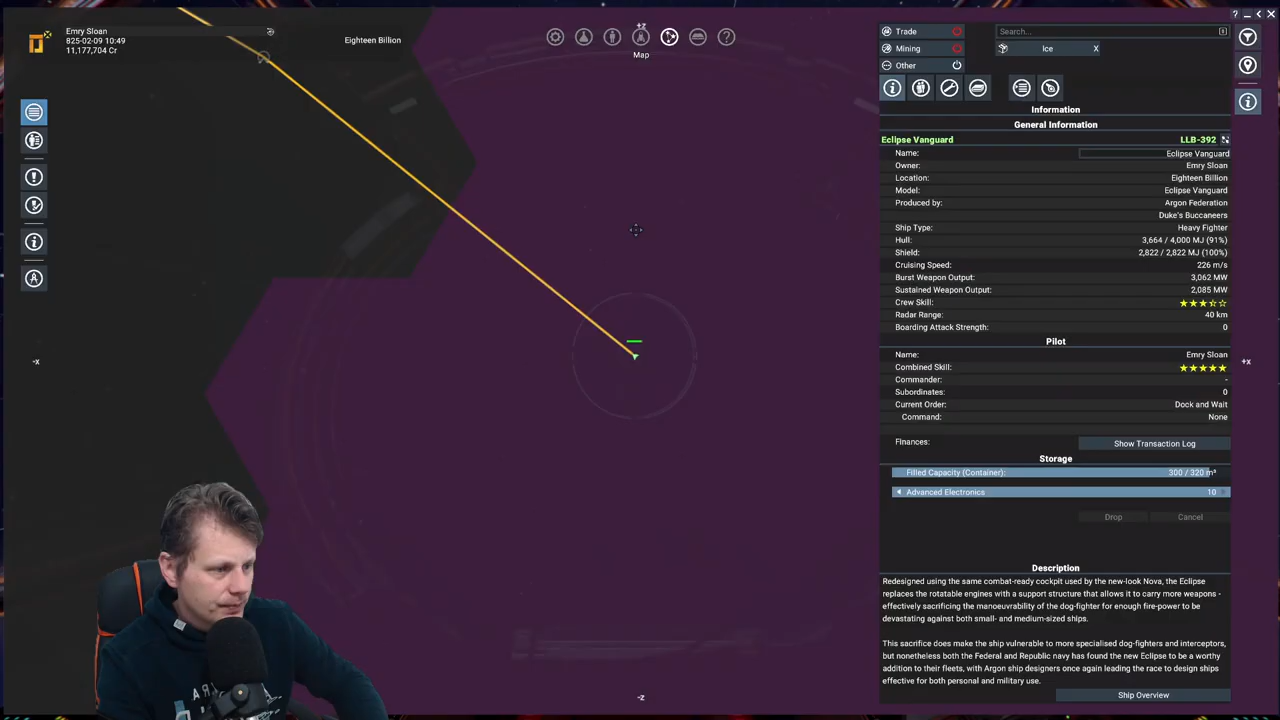 Emry Sloan
825-02-09 10:49
11,177,704 Cr
Eighteen Billion
+Z
Map
?
? 
-x
+x
-z
Trade
Mining
Other
Search...
Ice X
Information
General Information
Eclipse Vanguard LLB-392
Name: Eclipse Vanguard
Owner: Emry Sloan
Location: Eighteen Billion
Model: Eclipse Vanguard
Produced by: Argon Federation
Duke's Buccaneers
Ship Type: Heavy Fighter
Hull: 3,664 / 4,000 MJ (91%)
Shield: 2,822 / 2,822 MJ (100%)
Cruising Speed: 226 m/s
Burst Weapon Output: 3,062 MW
Sustained Weapon Output: 2,085 MW
Crew Skill:
Radar Range: 40 km
Boarding Attack Strength: 0
Pilot
Name: Emry Sloan
Combined Skill:
Commander: -
Subordinates: 0
Current Order: Dock and Wait
Command: None
Finances: Show Transaction Log
Storage
Filled Capacity (Container): 300 / 320 m³
Advanced Electronics 10
Drop Cancel
Description
Redesigned using the same combat-ready cockpit used by the new-look Nova, the Eclipse
replaces the rotatable engines with a support structure that allows it to carry more weapons -
effectively sacrificing the manoeuvrability of the dog-fighter for enough fire-power to be
devastating against both small- and medium-sized ships.
This sacrifice does make the ship vulnerable to more specialised dog-fighters and interceptors,
but nonetheless both the Federal and Republic navy has found the new Eclipse to be a worthy
addition to their fleets, with Argon ship designers once again leading the race to design ships
effective for both personal and military use.
Ship Overview